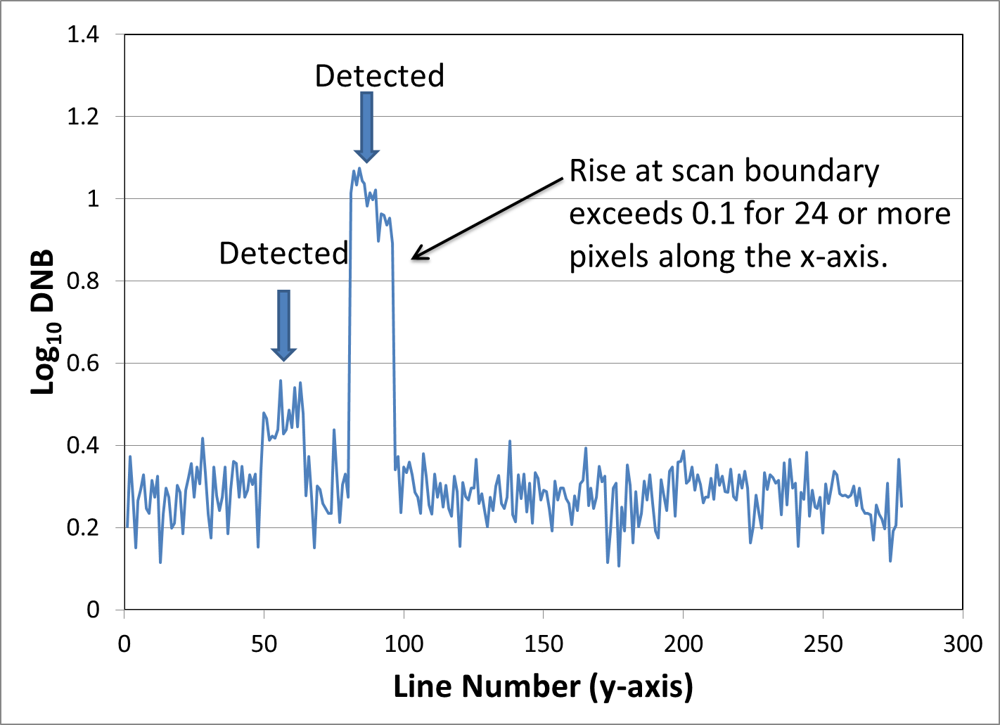 1.4
Detected
1.2
Rise at scan boundary
exceeds 0.1 for 24 or more
pixels along the x-axis.
1
Detected
0.8
Log10 DNB
0.6
0.4
0.2
0
0 50 100 150 200 250 300
Line Number (y-axis)